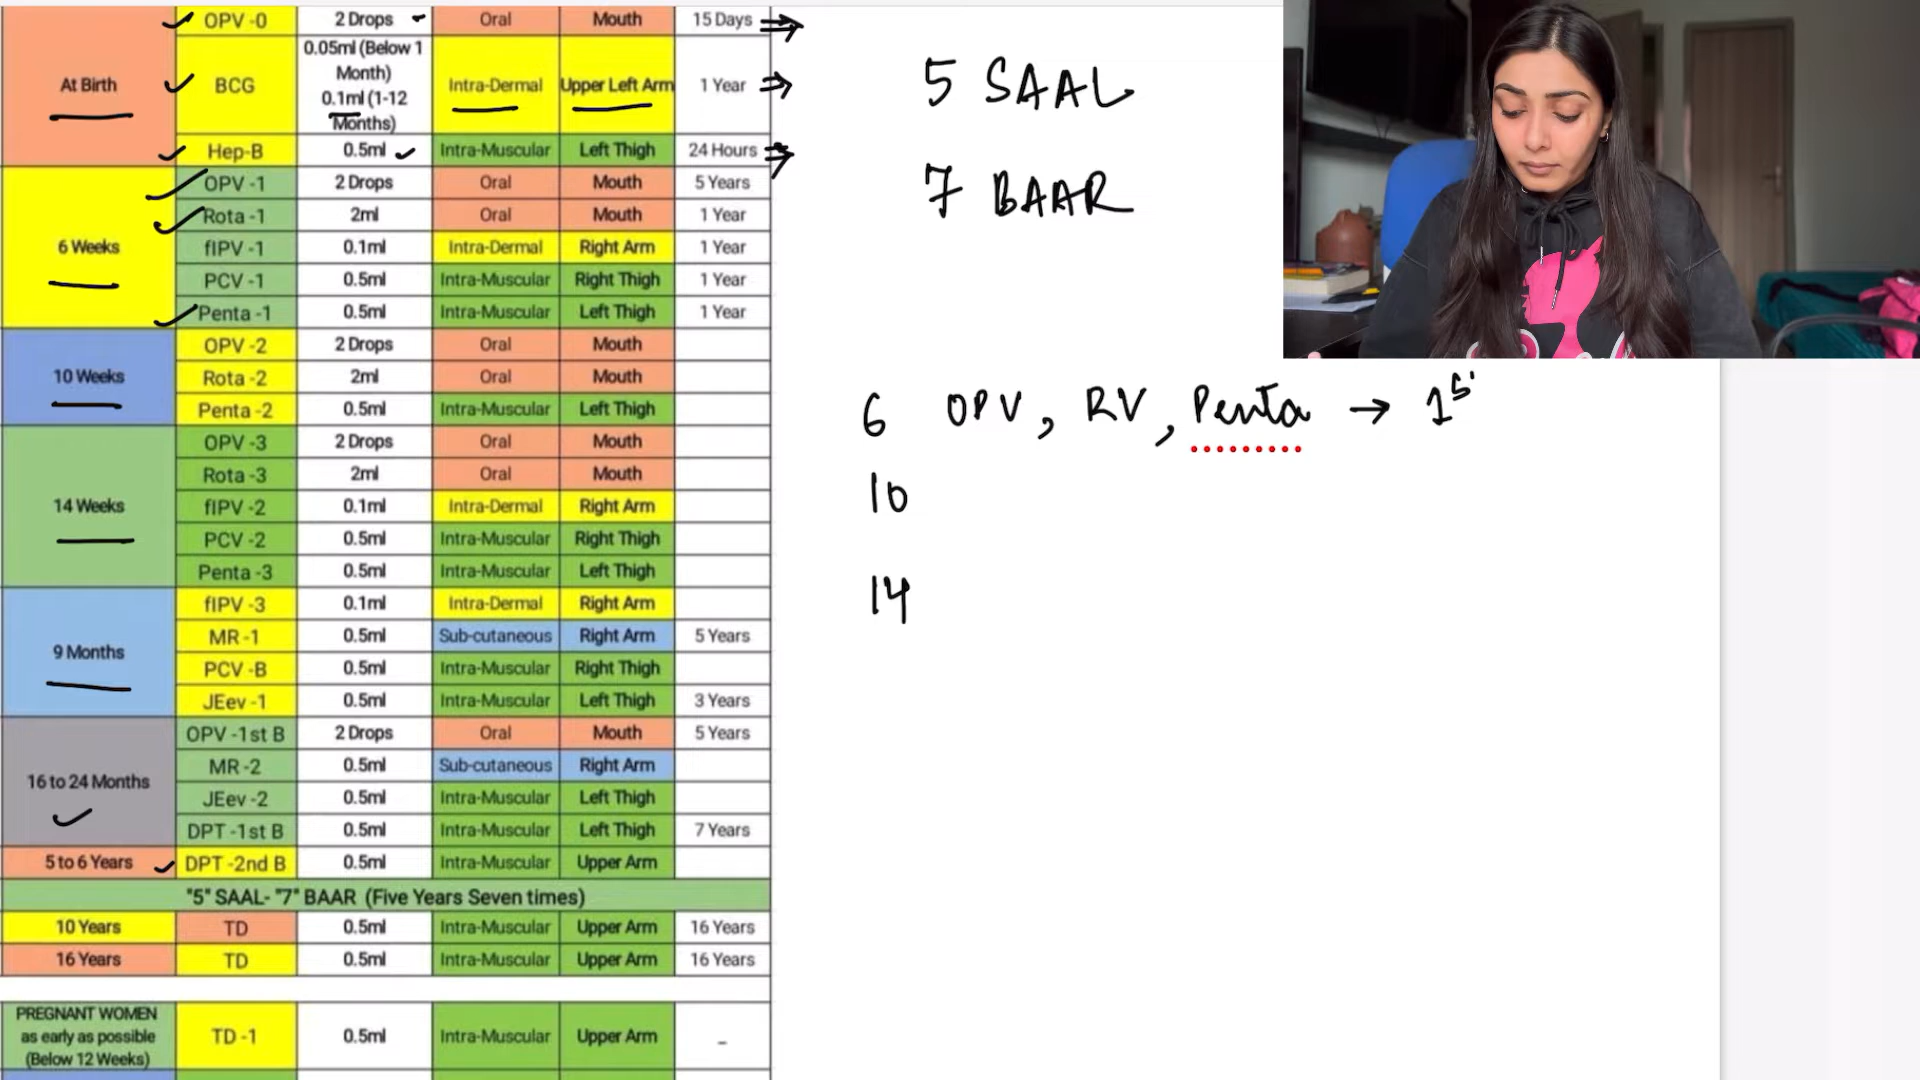 OPV -0 2 Drops Oral Mouth 15 Days
At Birth BCG 0.05ml (Below 1 Month) 0.1ml (1-12 Months) Intra-Dermal Upper Left Arm 1 Year
Hep-B 0.5ml Intra-Muscular Left Thigh 24 Hours
OPV -1 2 Drops Oral Mouth 5 Years
Rota -1 2ml Oral Mouth 1 Year
6 Weeks fIPV -1 0.1ml Intra-Dermal Right Arm 1 Year
PCV -1 0.5ml Intra-Muscular Right Thigh 1 Year
Penta -1 0.5ml Intra-Muscular Left Thigh 1 Year
OPV -2 2 Drops Oral Mouth
10 Weeks Rota -2 2ml Oral Mouth
Penta -2 0.5ml Intra-Muscular Left Thigh
OPV -3 2 Drops Oral Mouth
Rota -3 2ml Oral Mouth
14 Weeks fIPV -2 0.1ml Intra-Dermal Right Arm
PCV -2 0.5ml Intra-Muscular Right Thigh
Penta -3 0.5ml Intra-Muscular Left Thigh
fIPV -3 0.1ml Intra-Dermal Right Arm
MR -1 0.5ml Sub-cutaneous Right Arm 5 Years
9 Months PCV -B 0.5ml Intra-Muscular Right Thigh
JEev -1 0.5ml Intra-Muscular Left Thigh 3 Years
OPV -1st B 2 Drops Oral Mouth 5 Years
MR -2 0.5ml Sub-cutaneous Right Arm
16 to 24 Months JEev -2 0.5ml Intra-Muscular Left Thigh
DPT -1st B 0.5ml Intra-Muscular Left Thigh 7 Years
5 to 6 Years DPT -2nd B 0.5ml Intra-Muscular Upper Arm
"5" SAAL- "7" BAAR (Five Years Seven times)
10 Years TD 0.5ml Intra-Muscular Upper Arm 16 Years
16 Years TD 0.5ml Intra-Muscular Upper Arm 16 Years
PREGNANT WOMEN as early as possible (Below 12 Weeks) TD -1 0.5ml Intra-Muscular Upper Arm -
5 SAAL
7 BAAR
6 OPV, RV, Penta → 1st
10
14